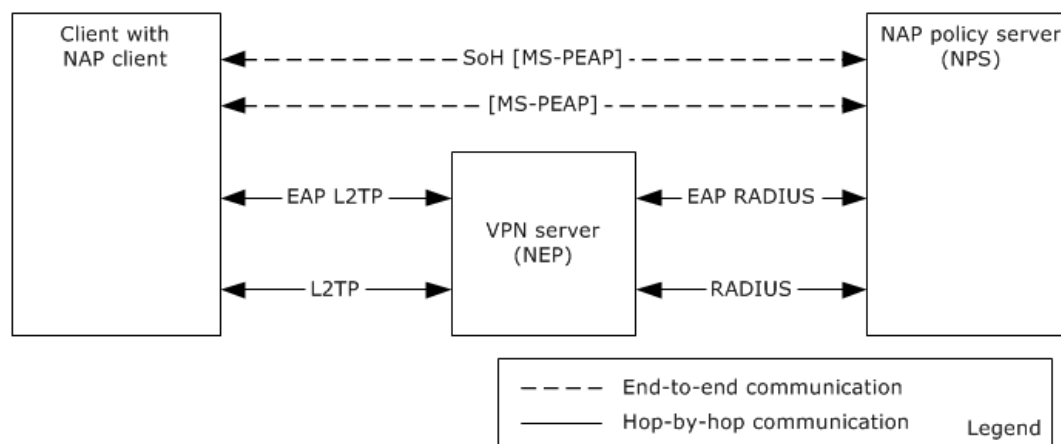 Client with
NAP client
SoH [MS-PEAP]
NAP policy server
(NPS)
[MS-PEAP]
EAP L2TP
EAP RADIUS
VPN server
(NEP)
L2TP
RADIUS
End-to-end communication
Hop-by-hop communication
Legend